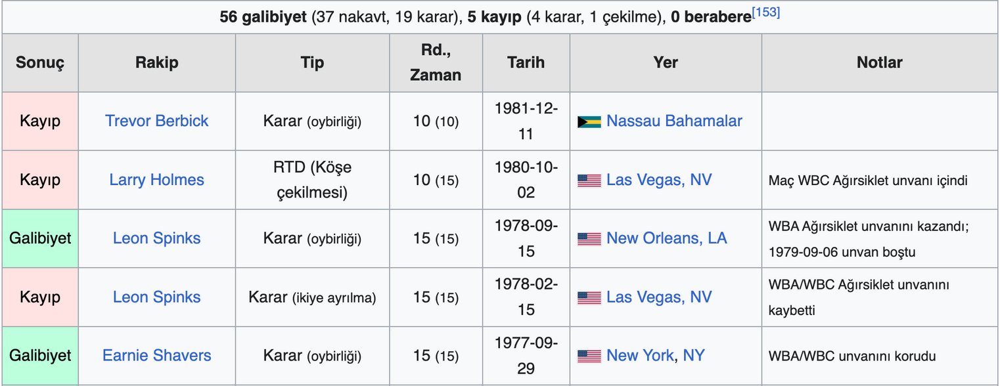 56 galibiyet (37 nakavt, 19 karar), 5 kayıp (4 karar, 1 çekilme), 0 berabere[153]
Sonuç Rakip Tip Rd., Zaman Tarih Yer Notlar
Kayıp Trevor Berbick Karar (oybirliği) 10 (10) 1981-12-11 Nassau Bahamalar
Kayıp Larry Holmes RTD (Köşe çekilmesi) 10 (15) 1980-10-02 Las Vegas, NV Maç WBC Ağırsiklet unvanı içindi
Galibiyet Leon Spinks Karar (oybirliği) 15 (15) 1978-09-15 New Orleans, LA WBA Ağırsiklet unvanını kazandı; 1979-09-06 unvan boştu
Kayıp Leon Spinks Karar (ikiye ayrılma) 15 (15) 1978-02-15 Las Vegas, NV WBA/WBC Ağırsiklet unvanını kaybetti
Galibiyet Earnie Shavers Karar (oybirliği) 15 (15) 1977-09-29 New York, NY WBA/WBC unvanını korudu